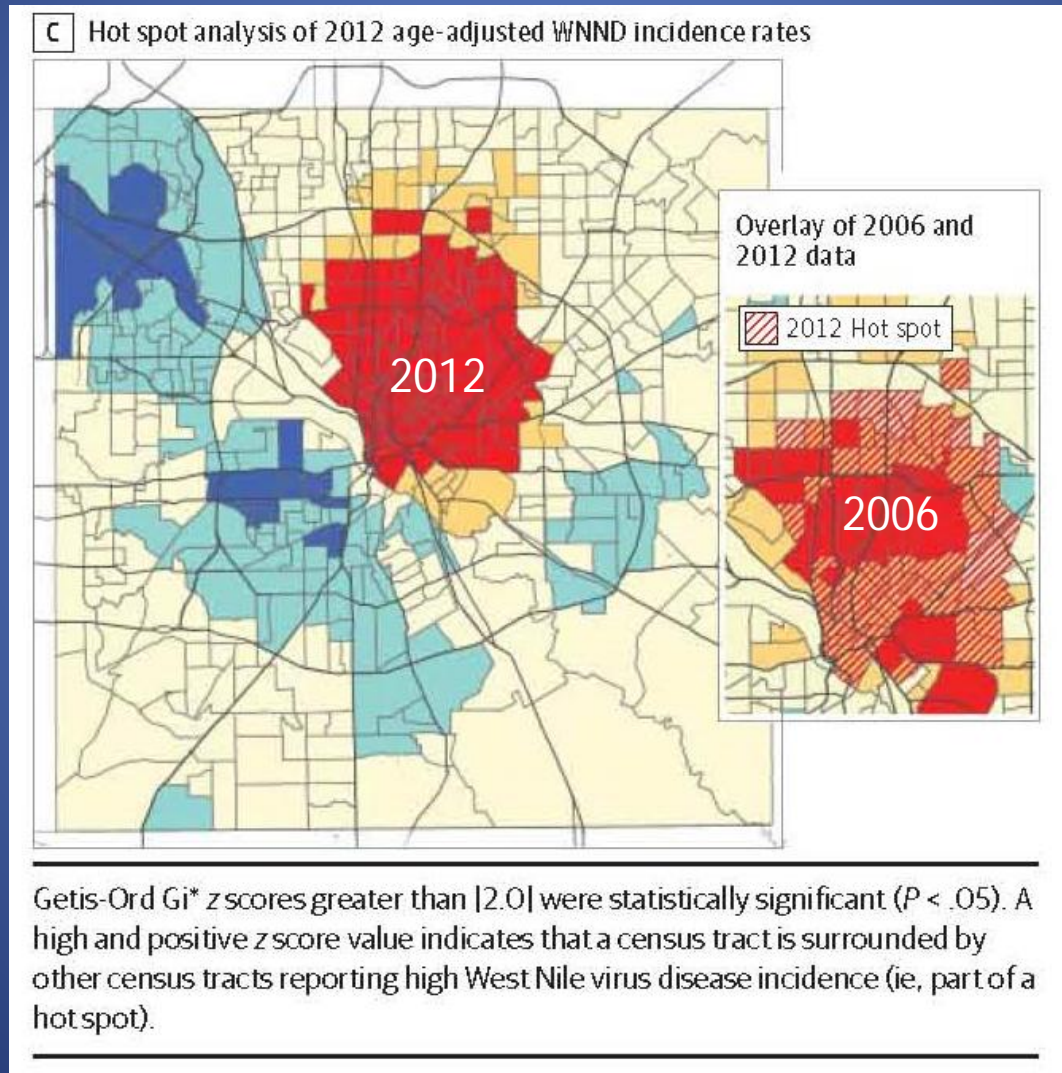 C Hot spot analysis of 2012 age-adjusted WNND incidence rates
2012
Overlay of 2006 and
2012 data
2012 Hot spot
2006
Getis-Ord Gi* z scores greater than |2.0| were statistically significant (P < .05). A
high and positive z score value indicates that a census tract is surrounded by
other census tracts reporting high West Nile virus disease incidence (ie, part of a
hot spot).